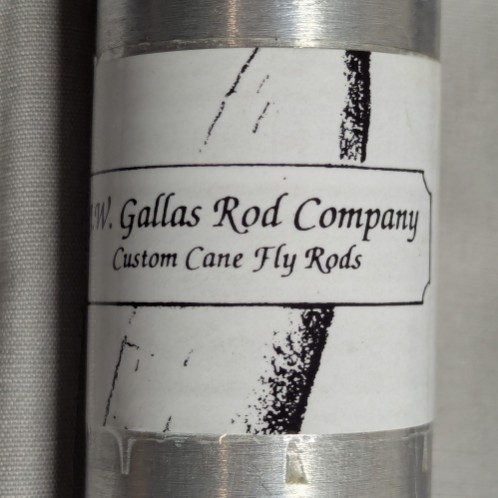 W. Gallas Rod Company
Custom Cane Fly Rods